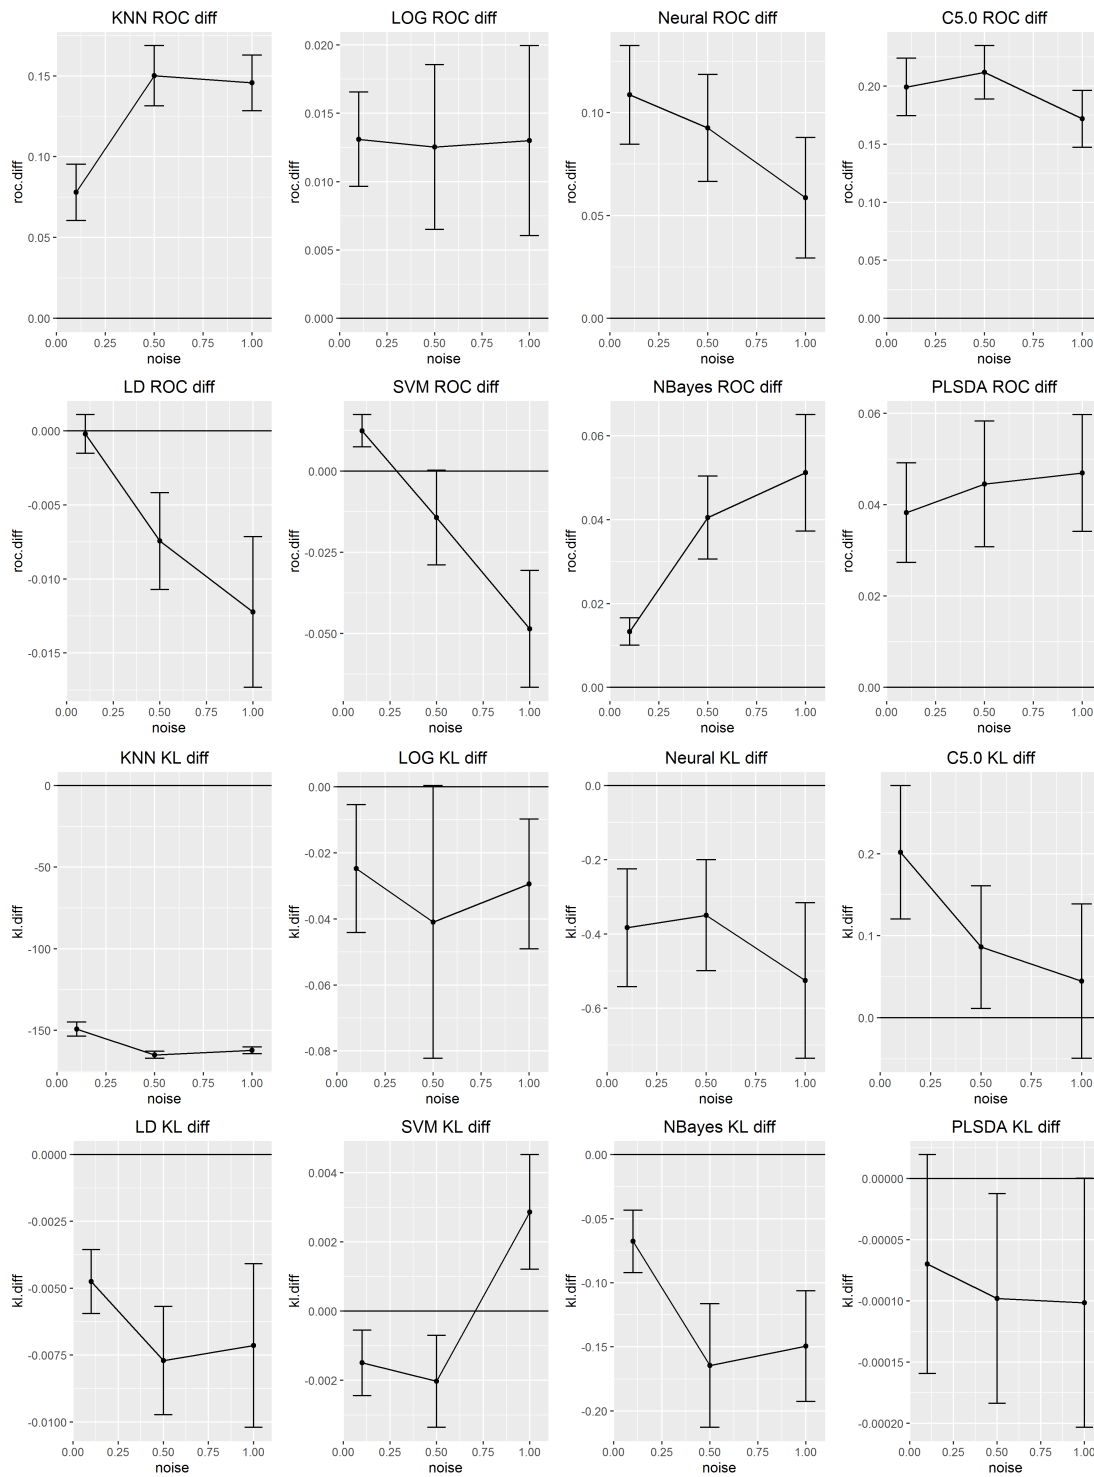 KNN ROC diff LOG ROC diff Neural ROC diff C5.0 ROC diff
roc.diff 0.15 0.10 0.05 0.00
0.00 0.25 0.50 0.75 1.00
noise
roc.diff 0.020 0.015 0.010 0.005 0.000
0.00 0.25 0.50 0.75 1.00
noise
roc.diff 0.10 0.05 0.00
0.00 0.25 0.50 0.75 1.00
noise
roc.diff 0.20 0.15 0.10 0.05 0.00
0.00 0.25 0.50 0.75 1.00
noise
LD ROC diff SVM ROC diff NBayes ROC diff PLSDA ROC diff
roc.diff 0.000 -0.005 -0.010 -0.015
0.00 0.25 0.50 0.75 1.00
noise
roc.diff 0.000 -0.025 -0.050
0.00 0.25 0.50 0.75 1.00
noise
roc.diff 0.06 0.04 0.02 0.00
0.00 0.25 0.50 0.75 1.00
noise
roc.diff 0.06 0.04 0.02 0.00
0.00 0.25 0.50 0.75 1.00
noise
KNN KL diff LOG KL diff Neural KL diff C5.0 KL diff
kl.diff 0 -50 -100 -150
0.00 0.25 0.50 0.75 1.00
noise
kl.diff 0.00 -0.02 -0.04 -0.06 -0.08
0.00 0.25 0.50 0.75 1.00
noise
kl.diff 0.0 -0.2 -0.4 -0.6
0.00 0.25 0.50 0.75 1.00
noise
kl.diff 0.2 0.1 0.0
0.00 0.25 0.50 0.75 1.00
noise
LD KL diff SVM KL diff NBayes KL diff PLSDA KL diff
kl.diff 0.0000 -0.0025 -0.0050 -0.0075 -0.0100
0.00 0.25 0.50 0.75 1.00
noise
kl.diff 0.004 0.002 0.000 -0.002
0.00 0.25 0.50 0.75 1.00
noise
kl.diff 0.00 -0.05 -0.10 -0.15 -0.20
0.00 0.25 0.50 0.75 1.00
noise
kl.diff 0.00000 -0.00005 -0.00010 -0.00015 -0.00020
0.00 0.25 0.50 0.75 1.00
noise